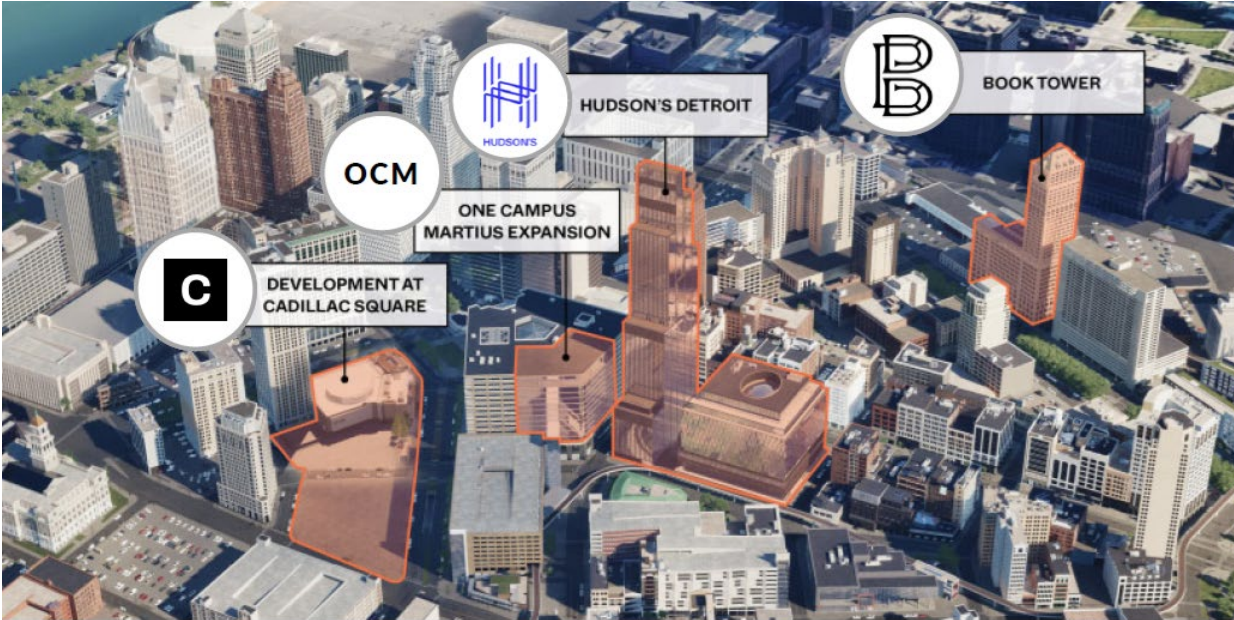 HUDSON'S
HUDSON'S DETROIT
BOOK TOWER
OCM
ONE CAMPUS
MARTIUS EXPANSION
C
DEVELOPMENT AT
CADILLAC SQUARE